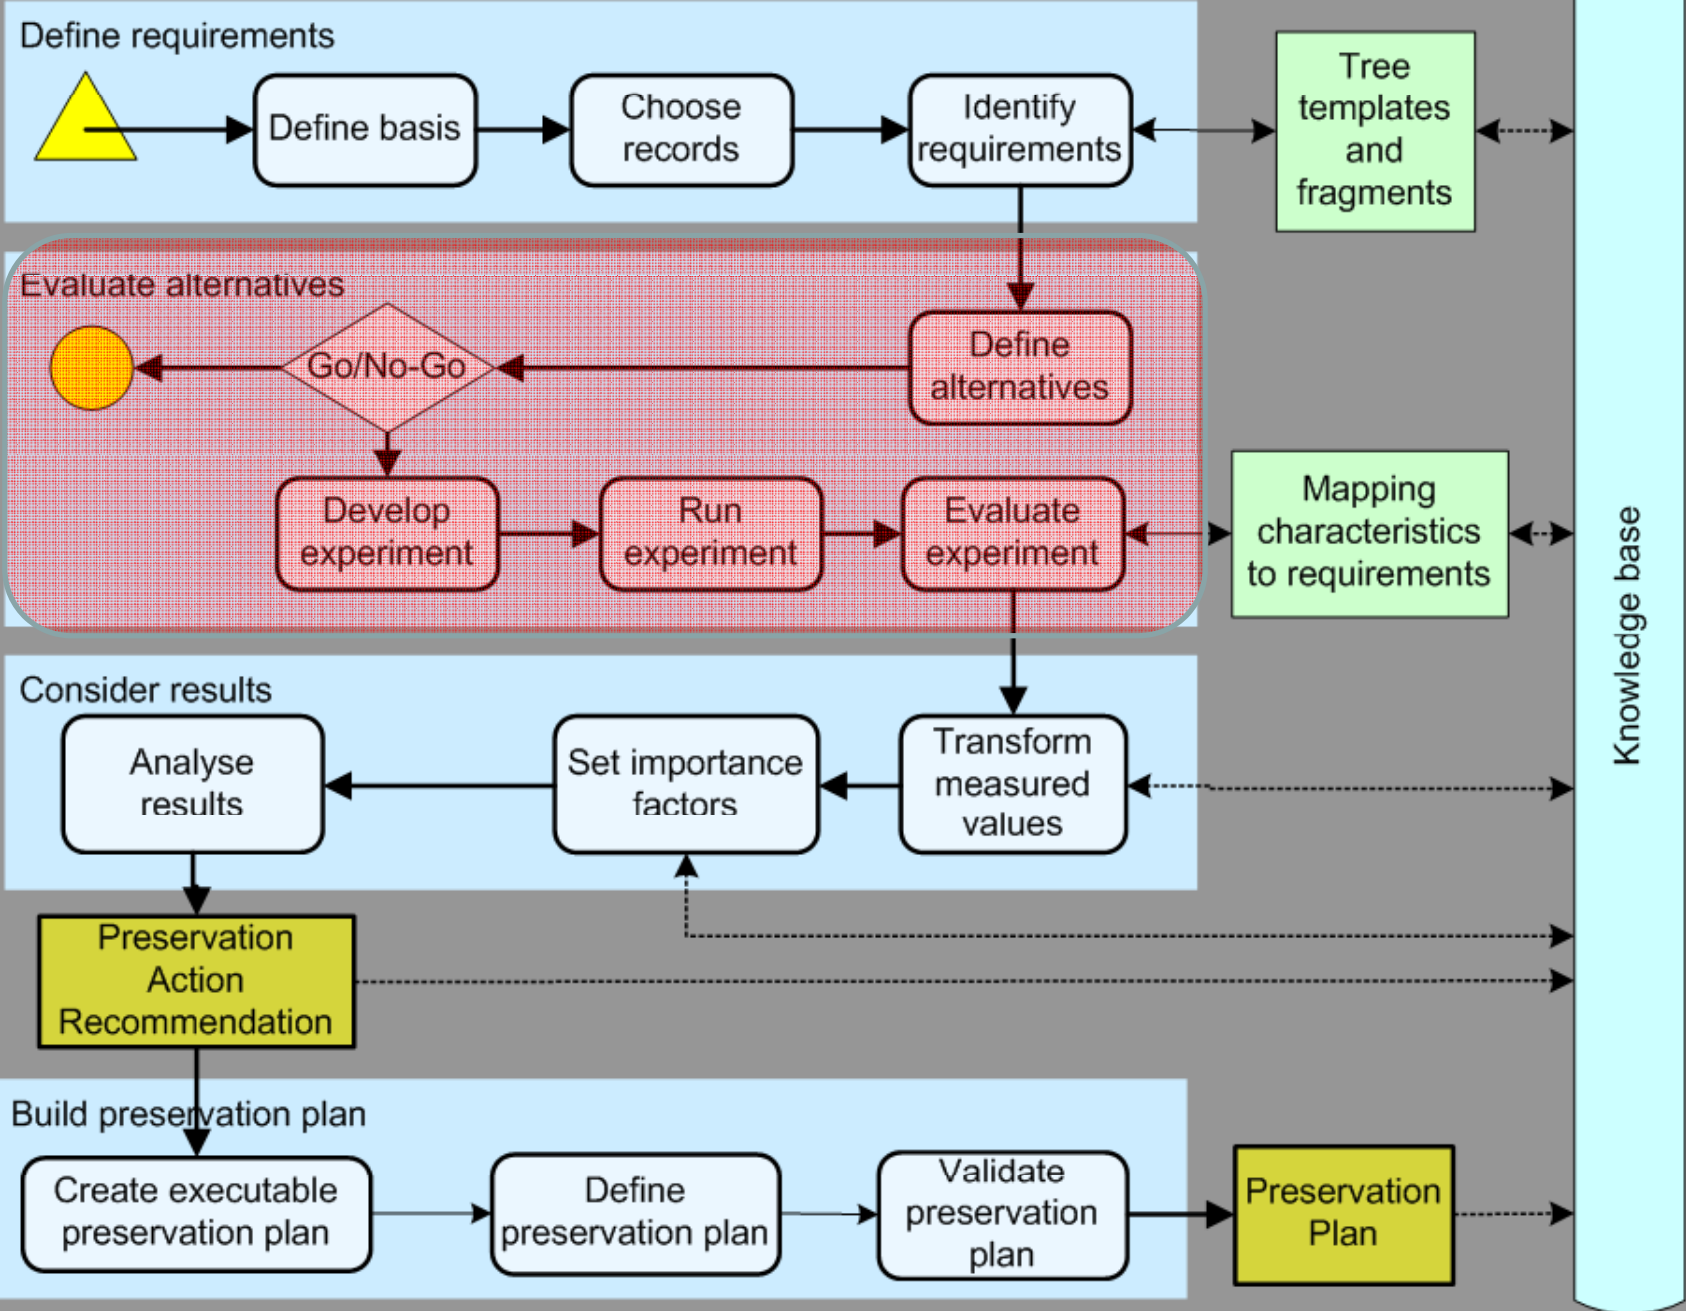 Define requirements
Define basis
Choose
records
Identify
requirements
Tree
templates
and
fragments
Evaluate alternatives
Go/No-Go
Define
alternatives
Develop
experiment
Run
experiment
Evaluate
experiment
Mapping
characteristics
to requirements
Knowledge base
Consider results
Analyse
results
Set importance
factors
Transform
measured
values
Preservation
Action
Recommendation
Build preservation plan
Create executable
preservation plan
Define
preservation plan
Validate
preservation
plan
Preservation
Plan